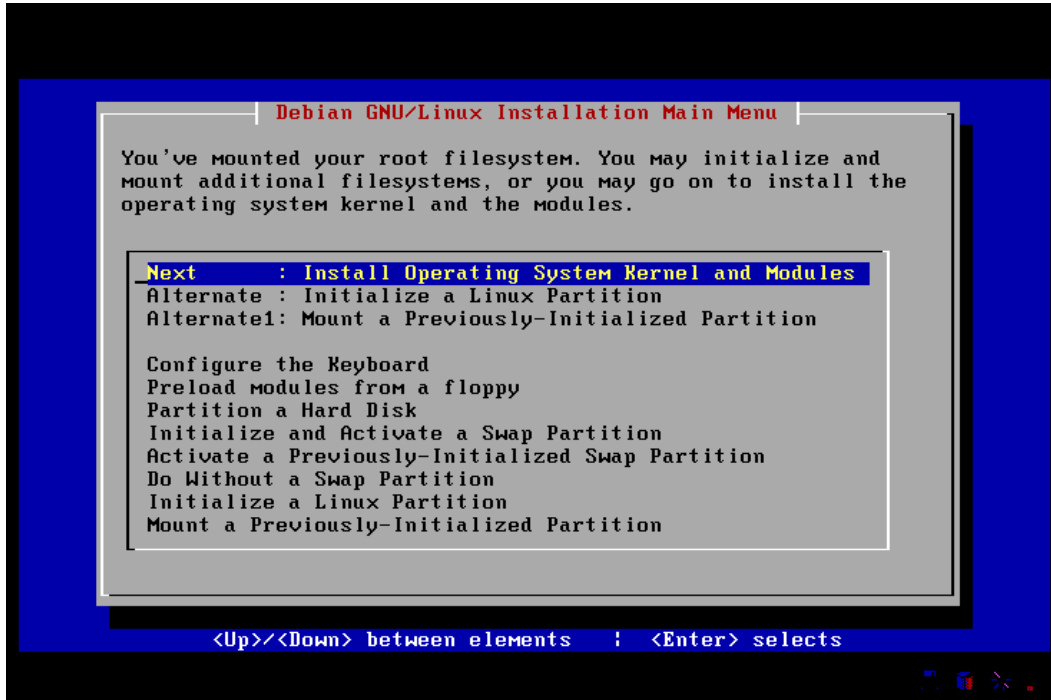 Debian GNU/Linux Installation Main Menu
You've mounted your root filesystem. You may initialize and
mount additional filesystems, or you may go on to install the
operating system kernel and the modules.
Next      : Install Operating System Kernel and Modules
Alternate : Initialize a Linux Partition
Alternate1: Mount a Previously-Initialized Partition
Configure the Keyboard
Preload modules from a floppy
Partition a Hard Disk
Initialize and Activate a Swap Partition
Activate a Previously-Initialized Swap Partition
Do Without a Swap Partition
Initialize a Linux Partition
Mount a Previously-Initialized Partition
<Up>/<Down> between elements   ¦  <Enter> selects